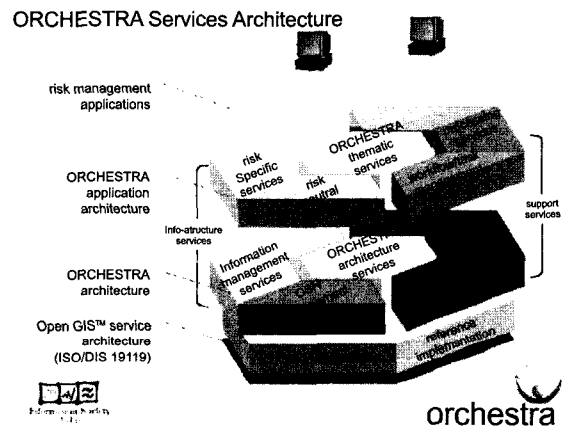 ORCHESTRA Services Architecture
risk management
applications
ORCHESTRA
application
architecture
ORCHESTRA
architecture
Open GIS™ service
architecture
(ISO/DIS 19119)
Info-atructure
services
risk
Specific
services
risk
ORCHESTRA
thematic
services
Information
management
services
ORCHESTRA
architecture
services
support
services
reference
implementation
orchestra